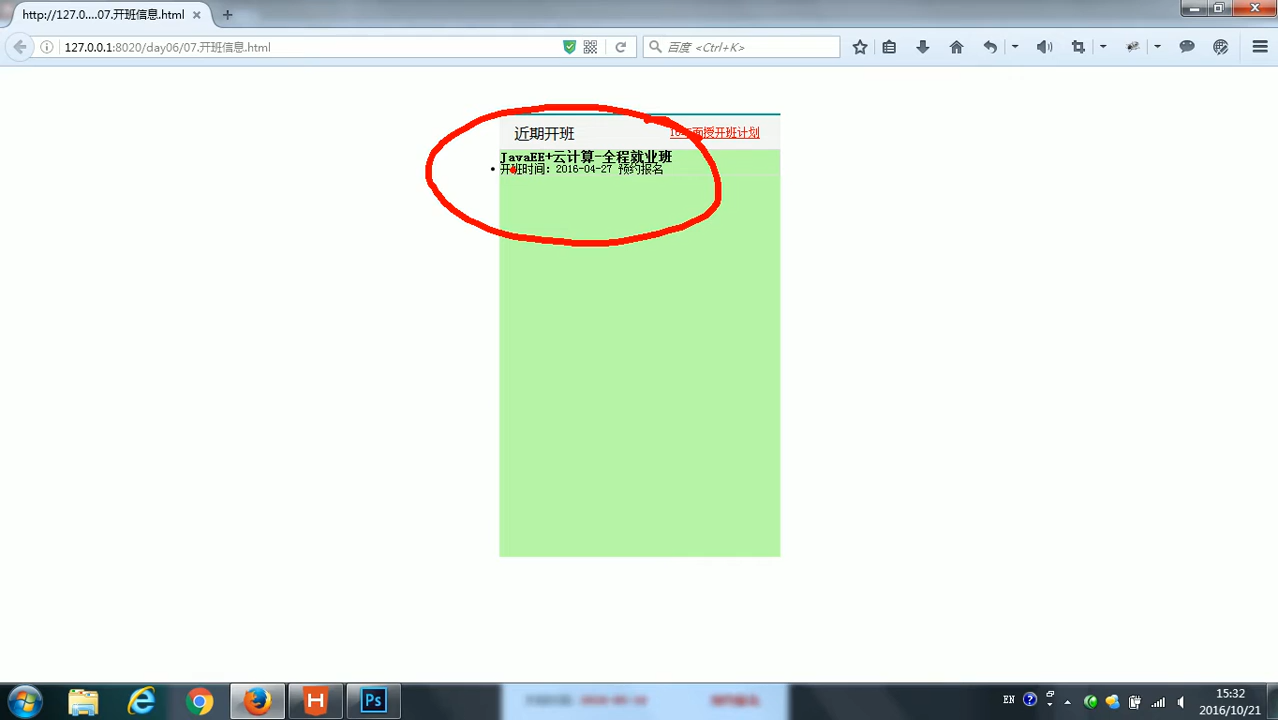 http://127.0....07.开班信息.html
127.0.0.1:8020/day06/07.开班信息.html
百度 <Ctrl+K>
近期开班
面授开班计划
JavaEE+云计算-全程就业班
开班时间：2016-04-27 预约报名
EN
15:32
2016/10/21
H
Ps